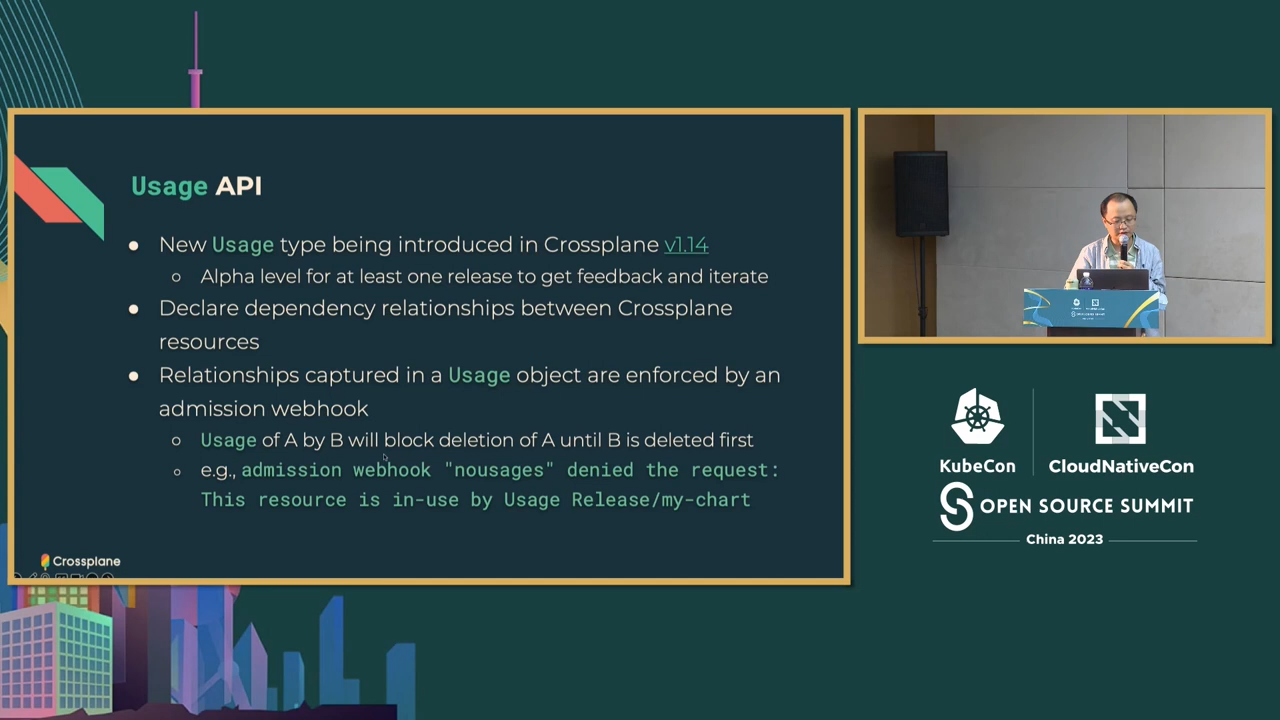 Usage API
● New Usage type being introduced in Crossplane v1.14
○ Alpha level for at least one release to get feedback and iterate
● Declare dependency relationships between Crossplane
resources
● Relationships captured in a Usage object are enforced by an
admission webhook
○ Usage of A by B will block deletion of A until B is deleted first
○ e.g., admission webhook "nousages" denied the request:
This resource is in-use by Usage Release/my-chart
Crossplane
KubeCon
CloudNativeCon
OPEN SOURCE SUMMIT
China 2023